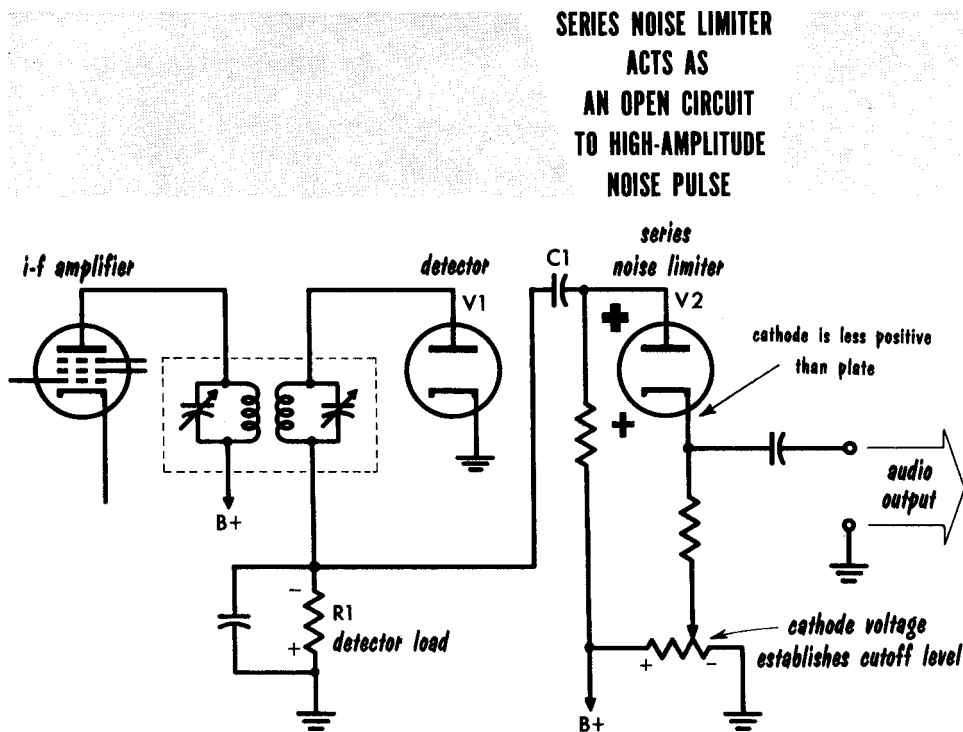 SERIES NOISE LIMITER
ACTS AS
AN OPEN CIRCUIT
TO HIGH-AMPLITUDE
NOISE PULSE
i-f amplifier
detector
V1
C1
series
noise limiter
V2
+
cathode is less positive
than plate
+
audio
output
B+
-
R1
+
detector load
cathode voltage
establishes cutoff level
+
-
B+